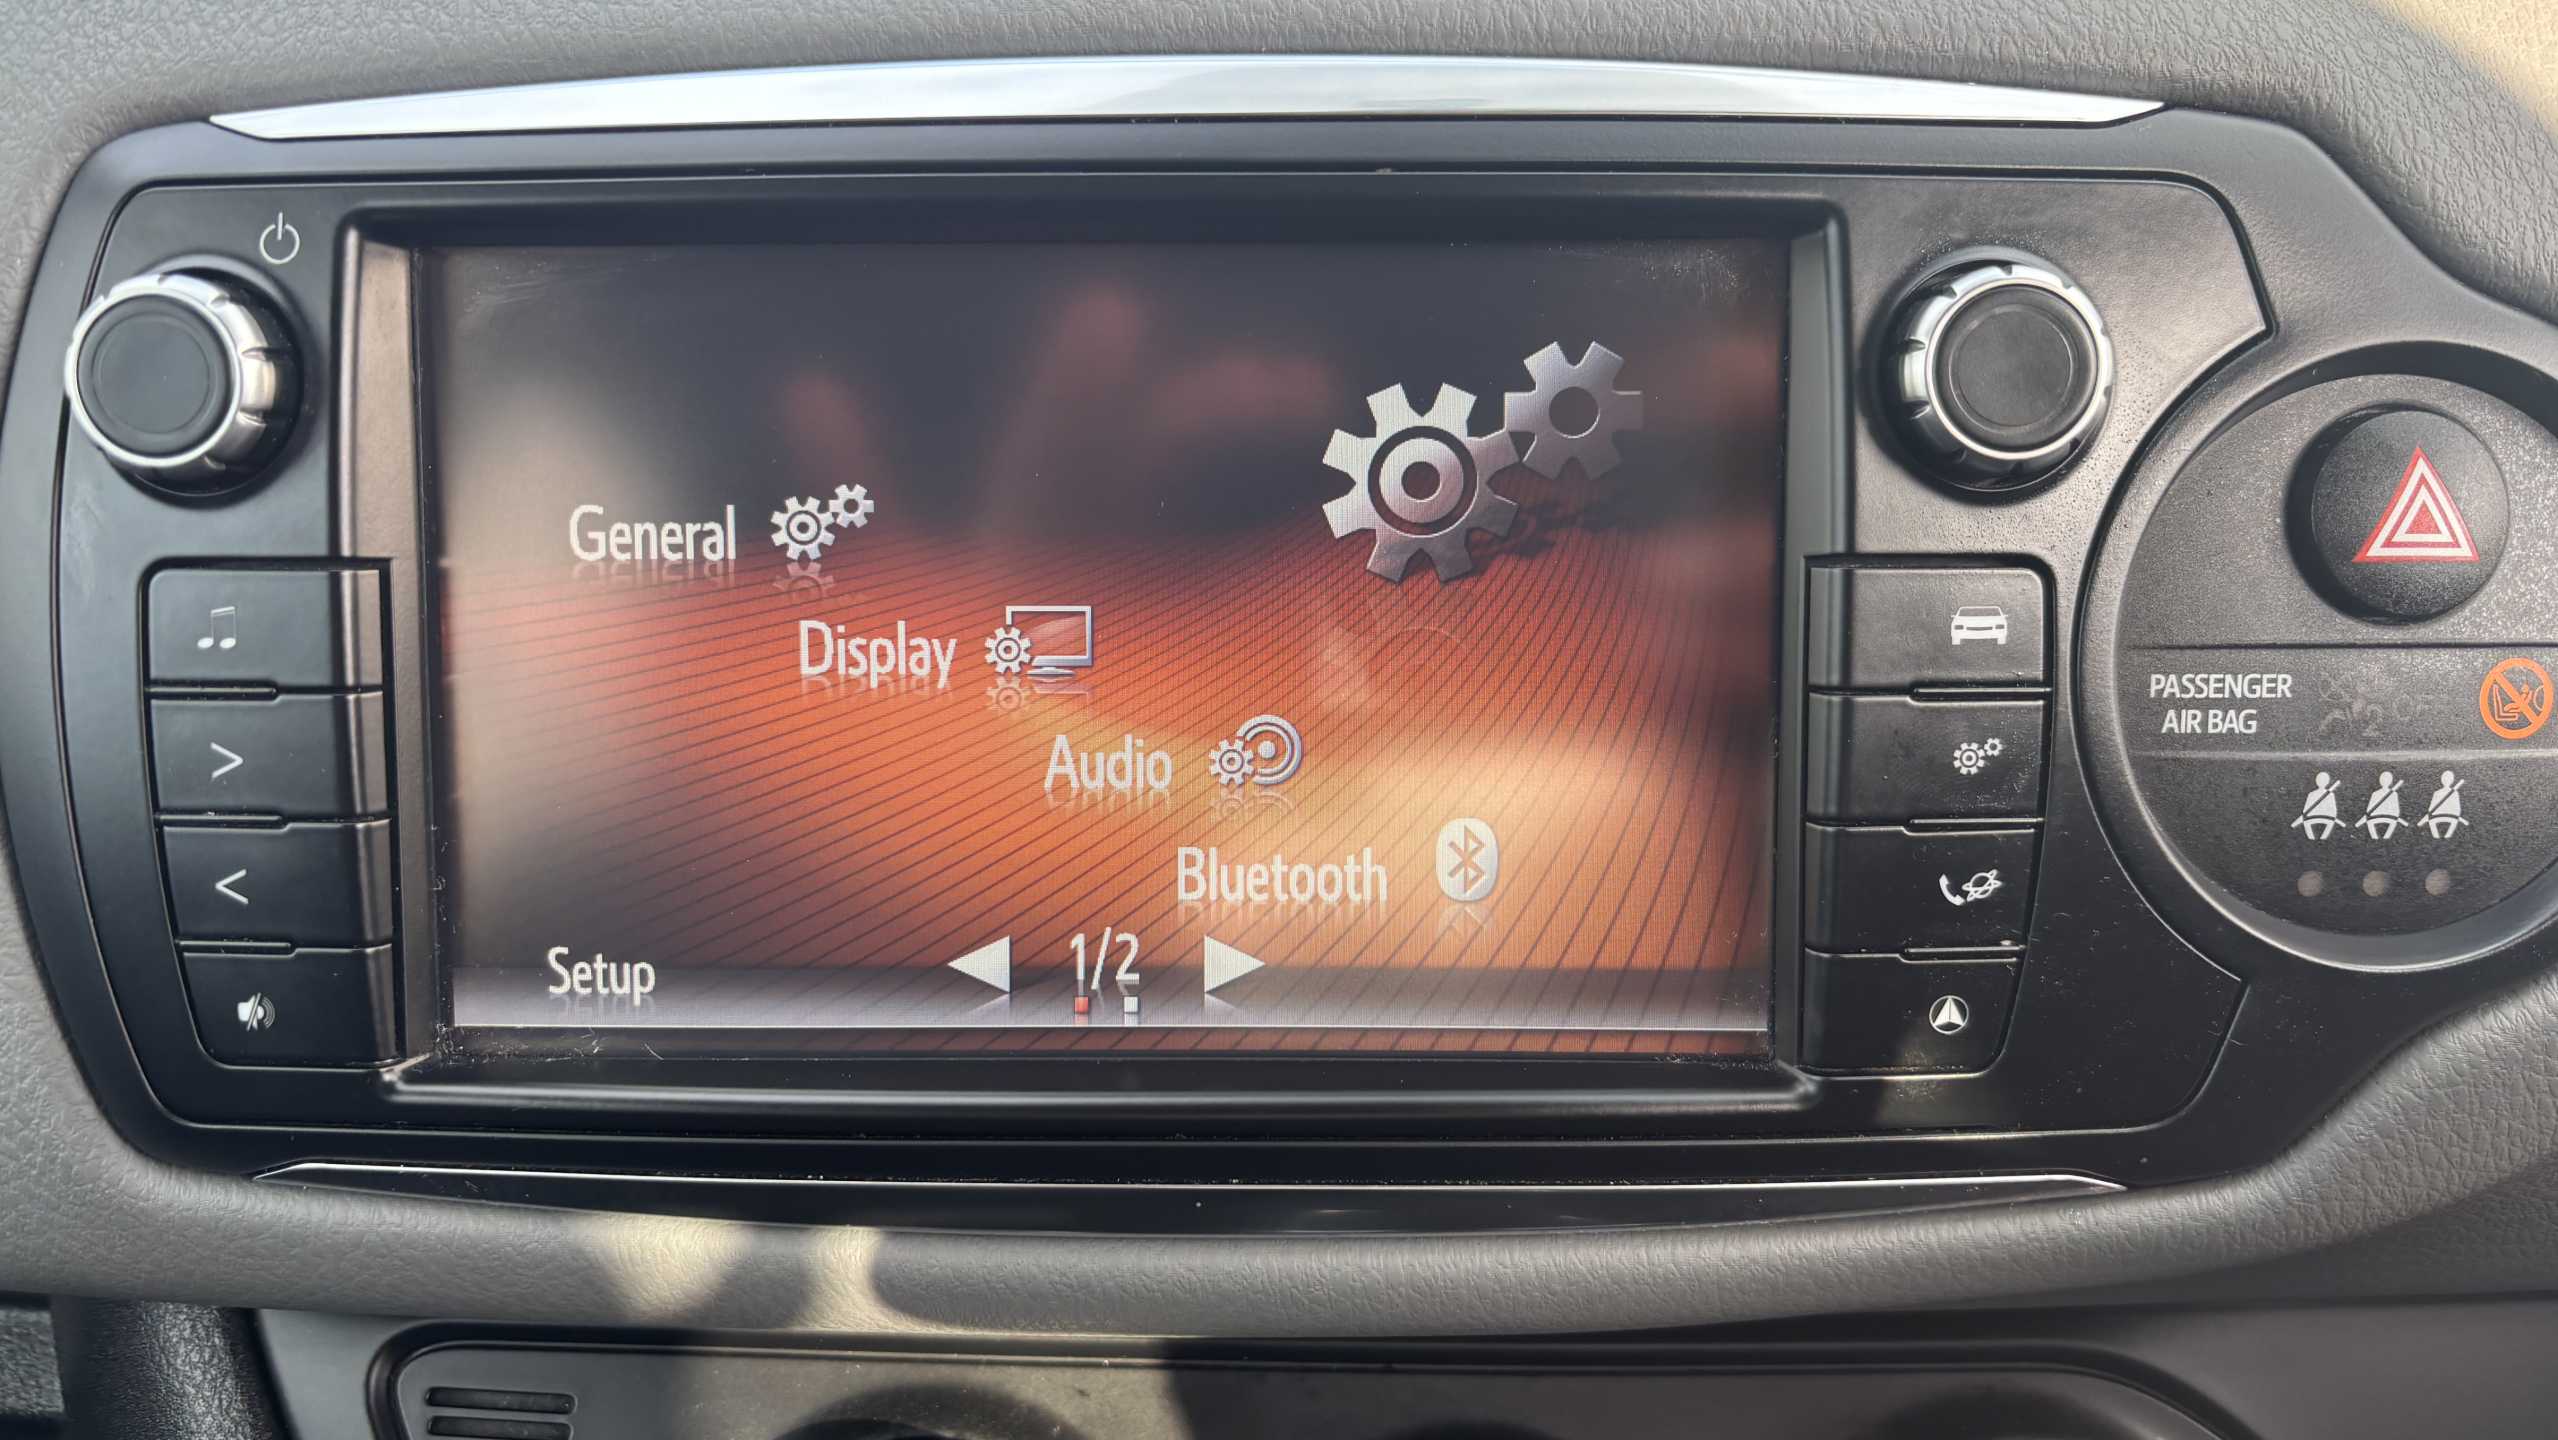 General
Display
Audio
Bluetooth
Setup
1/2
PASSENGER
AIR BAG